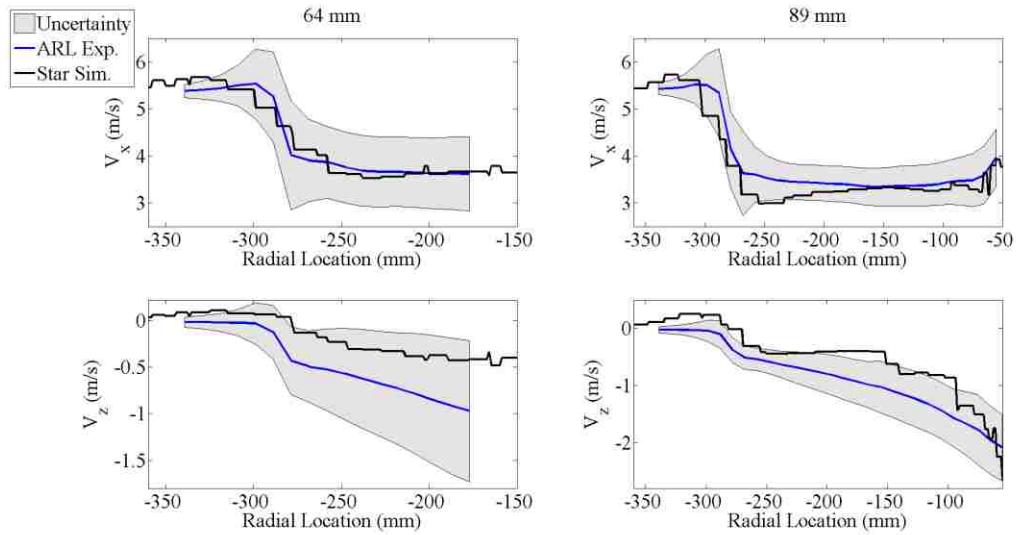 Uncertainty
ARL Exp.
Star Sim.
64 mm
89 mm
6
5
4
3
V_x (m/s)
-350 -300 -250 -200 -150
Radial Location (mm)
6
5
4
3
V_x (m/s)
-350 -300 -250 -200 -150 -100 -50
Radial Location (mm)
0
-0.5
-1
-1.5
V_z (m/s)
-350 -300 -250 -200 -150
Radial Location (mm)
0
-1
-2
V_z (m/s)
-350 -300 -250 -200 -150 -100
Radial Location (mm)